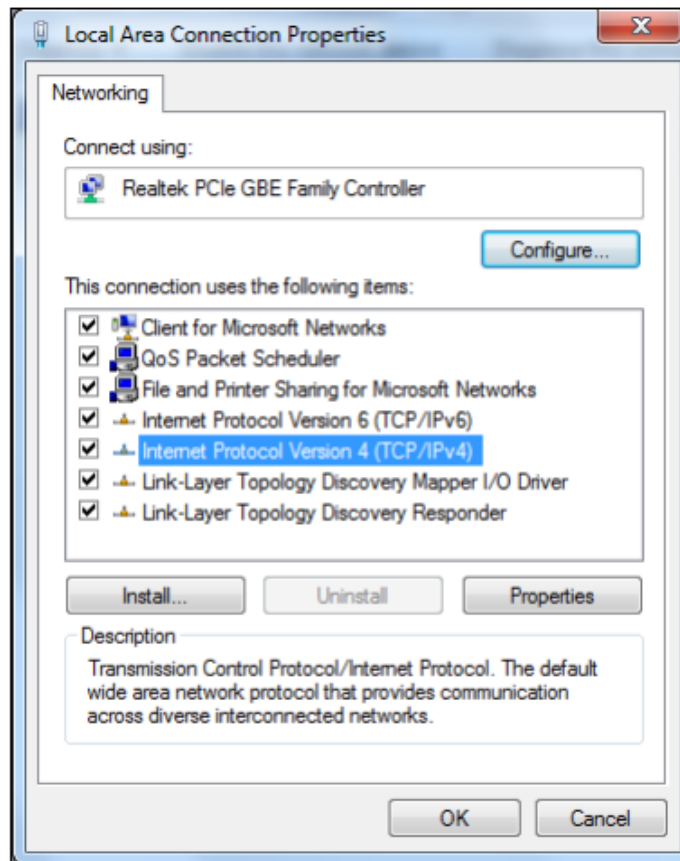 Local Area Connection Properties
Networking
Connect using:
Realtek PCIe GBE Family Controller
Configure...
This connection uses the following items:
Client for Microsoft Networks
QoS Packet Scheduler
File and Printer Sharing for Microsoft Networks
Internet Protocol Version 6 (TCP/IPv6)
Internet Protocol Version 4 (TCP/IPv4)
Link-Layer Topology Discovery Mapper I/O Driver
Link-Layer Topology Discovery Responder
Install... Uninstall Properties
Description
Transmission Control Protocol/Internet Protocol. The default
wide area network protocol that provides communication
across diverse interconnected networks.
OK Cancel